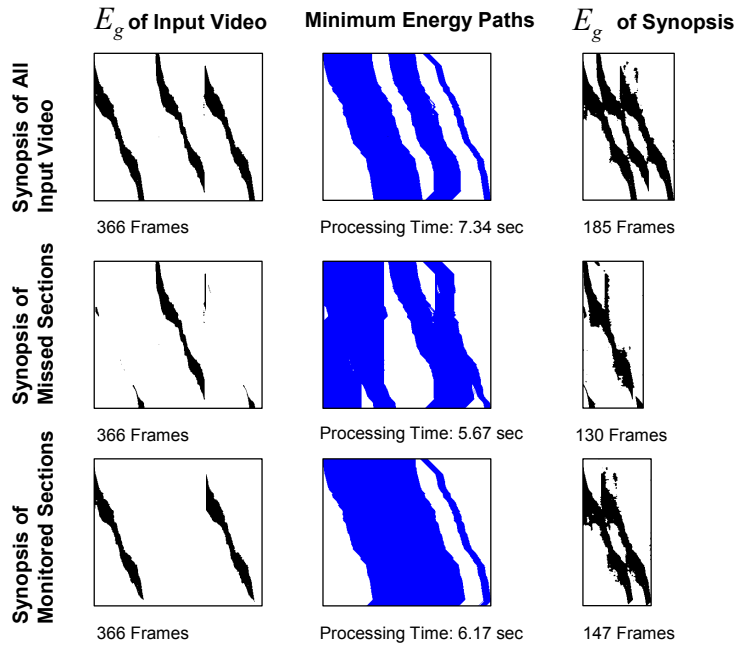 E_g of Input Video
Minimum Energy Paths
E_g of Synopsis
Synopsis of All
Input Video
366 Frames
Processing Time: 7.34 sec
185 Frames
Synopsis of
Missed Sections
366 Frames
Processing Time: 5.67 sec
130 Frames
Synopsis of
Monitored Sections
366 Frames
Processing Time: 6.17 sec
147 Frames